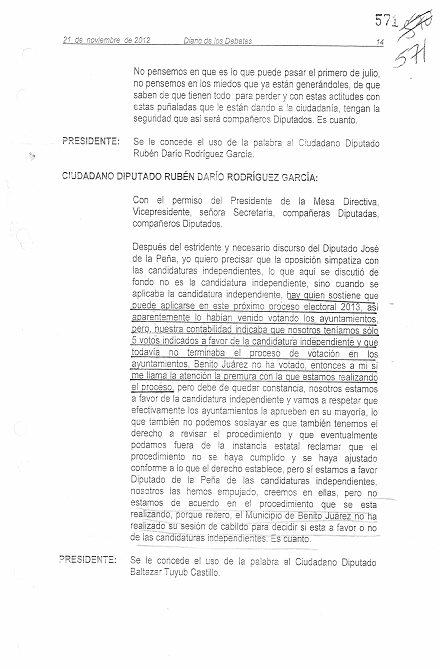 571
21 de noviembre de 2012 Diario de los Debates 14
571
No pensemos en que es lo que puede pasar el primero de julio,
no pensemos en los miedos que ya están generándoles, de que
saben de que tienen todo para perder y con estas actitudes con
estas puñaladas que le están dando a la ciudadanía, tengan la
seguridad que así será compañeros Diputados. Es cuanto.
PRESIDENTE: Se le concede el uso de la palabra al Ciudadano Diputado
Rubén Darío Rodríguez García.
CIUDADANO DIPUTADO RUBÉN DARÍO RODRÍGUEZ GARCÍA:
Con el permiso del Presidente de la Mesa Directiva,
Vicepresidente, señora Secretaria, compañeras Diputadas,
compañeros Diputados.
Después del estridente y necesario discurso del Diputado José
de la Peña, yo quiero precisar que la oposición simpatiza con
las candidaturas independientes, lo que aquí se discutió de
fondo no es la candidatura independiente, sino cuando se
aplicaba la candidatura independiente, hay quien sostiene que
puede aplicarse en este próximo proceso electoral 2013, así
aparentemente lo habían venido votando los ayuntamientos,
pero, nuestra contabilidad indicaba que nosotros teníamos sólo
5 votos indicados a favor de la candidatura independiente y que
todavía no terminaba el proceso de votación en los
ayuntamientos, Benito Juárez no ha votado, entonces a mi si
me llama la atención la premura con la que estamos realizando
el proceso, pero debe de quedar constancia, nosotros estamos
a favor de la candidatura independiente y vamos a respetar que
efectivamente los ayuntamientos la aprueben en su mayoría, lo
que también no podemos soslayar es que también tenemos el
derecho a revisar el procedimiento y que eventualmente
podamos fuera de la instancia estatal reclamar que el
procedimiento no se haya cumplido y se haya ajustado
conforme a lo que el derecho establece, pero sí estamos a favor
Diputado de la Peña de las candidaturas independientes,
nosotros las hemos empujado, creemos en ellas, pero no
estamos de acuerdo en el procedimiento que se esta
realizando, porque reitero, el Municipio de Benito Juárez no ha
realizado su sesión de cabildo para decidir si esta a favor o no
de las candidaturas independientes. Es cuanto.
PRESIDENTE: Se le concede el uso de la palabra al Ciudadano Diputado
Baltazar Tuyub Castillo.